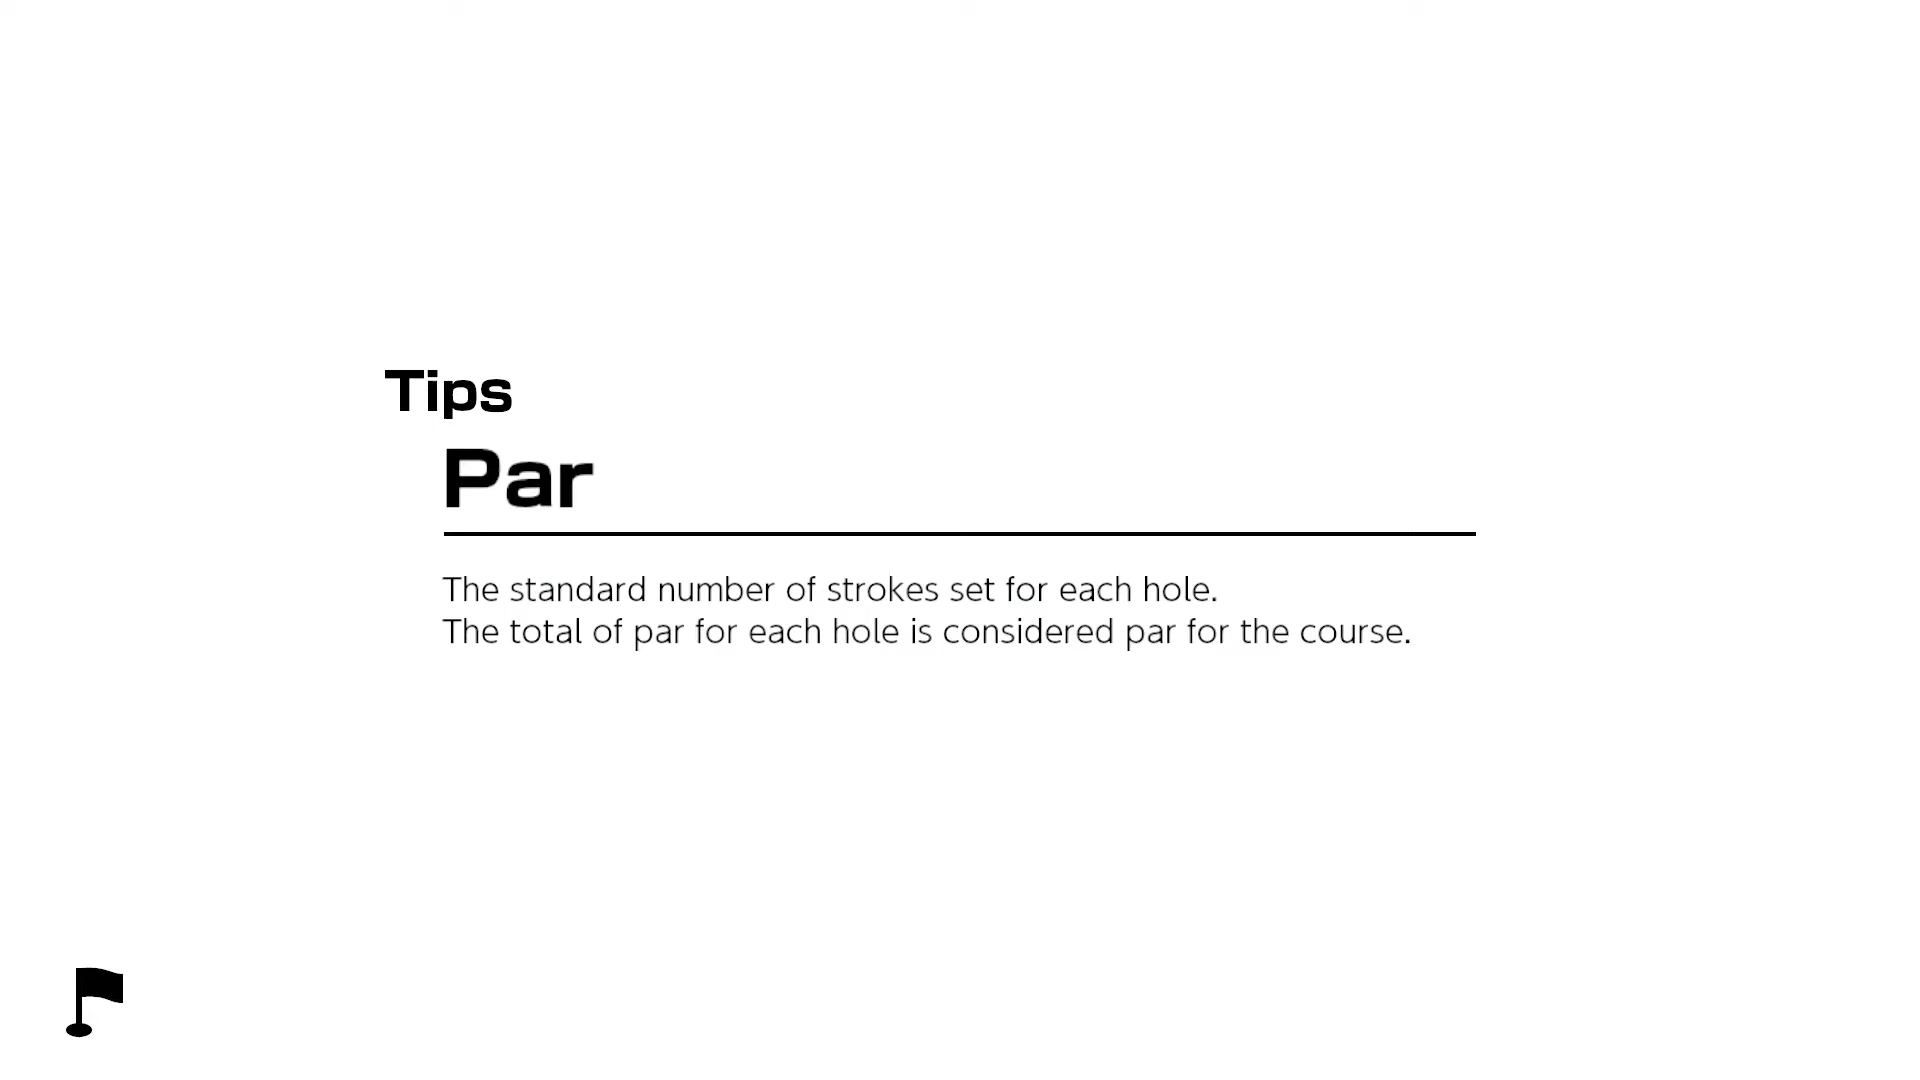 Tips
Par
The standard number of strokes set for each hole.
The total of par for each hole is considered par for the course.